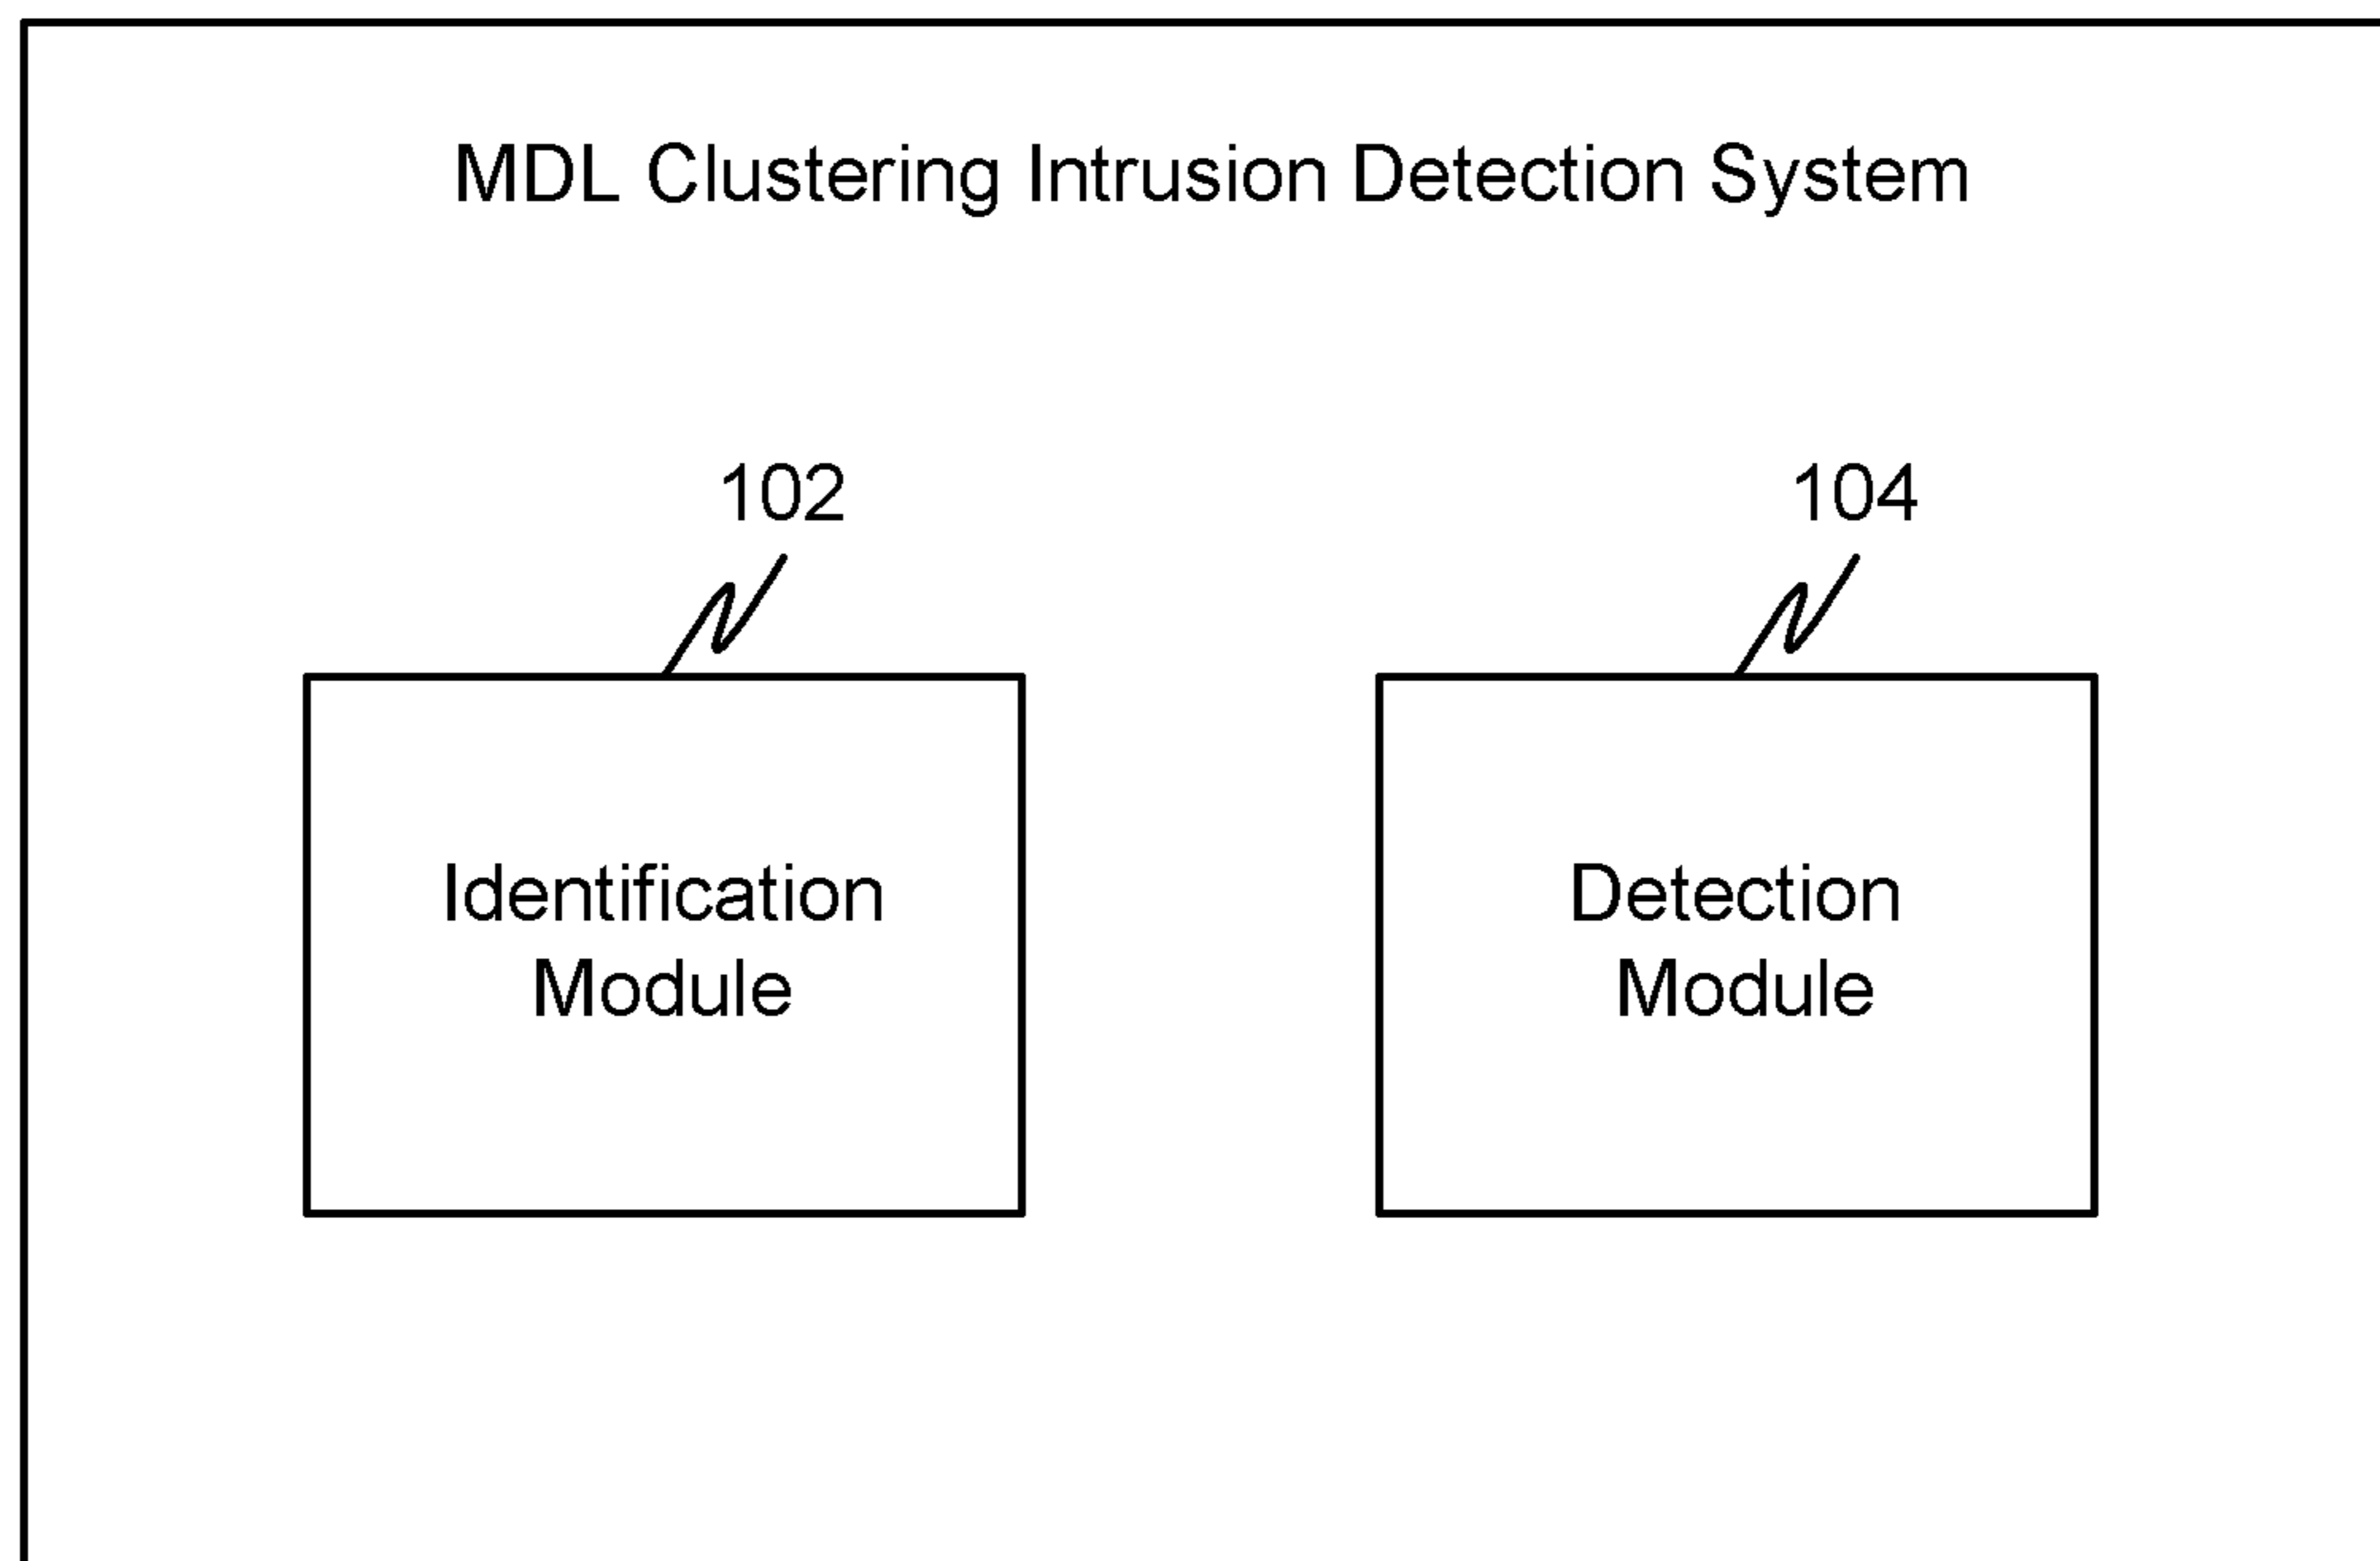 MDL Clustering Intrusion Detection System
102
104
Identification
Module
Detection
Module